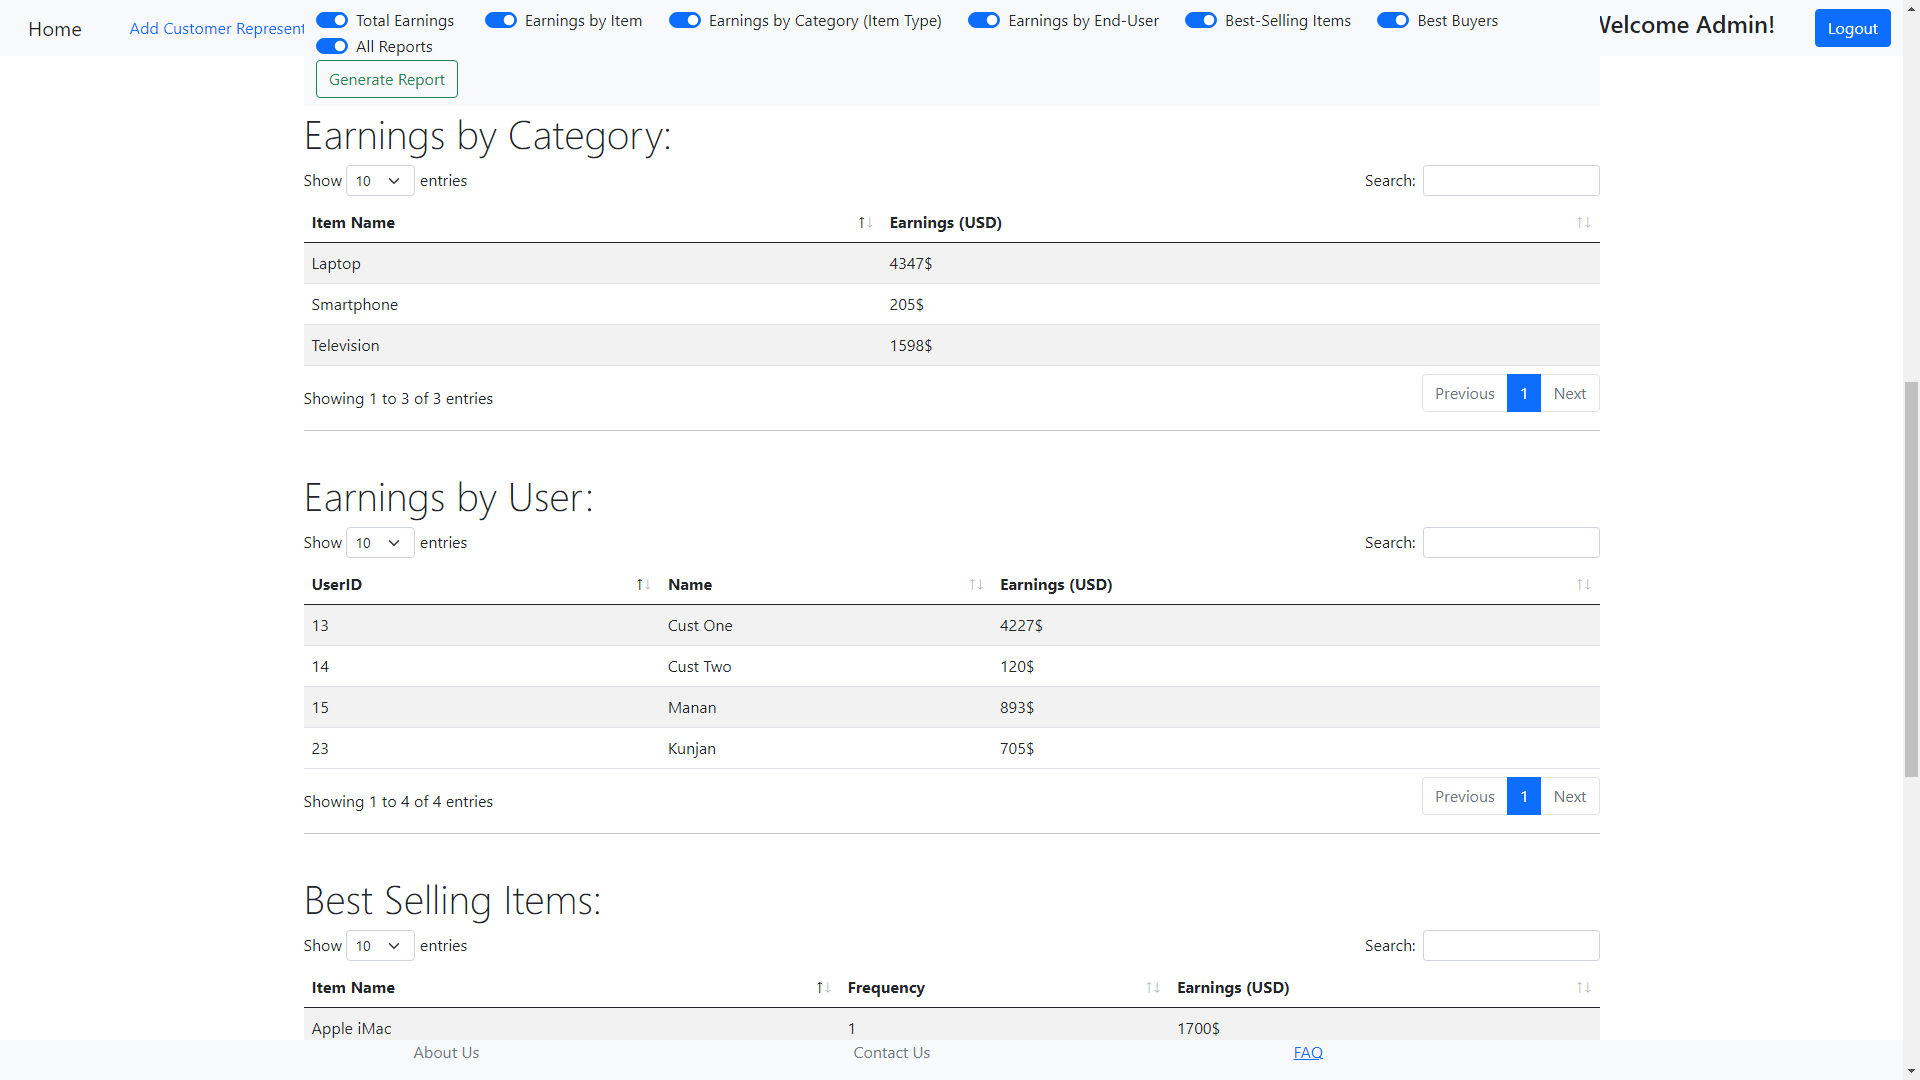 Home
Add Customer Represent
Total Earnings
Earnings by Item
Earnings by Category (Item Type)
Earnings by End-User
Best-Selling Items
Best Buyers
All Reports
Welcome Admin!
Logout
Generate Report
Earnings by Category:
Show 10 entries
Search:
Item Name Earnings (USD)
Laptop 4347$
Smartphone 205$
Television 1598$
Showing 1 to 3 of 3 entries
Previous 1 Next
Earnings by User:
Show 10 entries
Search:
UserID Name Earnings (USD)
13 Cust One 4227$
14 Cust Two 120$
15 Manan 893$
23 Kunjan 705$
Showing 1 to 4 of 4 entries
Previous 1 Next
Best Selling Items:
Show 10 entries
Search:
Item Name Frequency Earnings (USD)
Apple iMac 1 1700$
About Us Contact Us FAQ